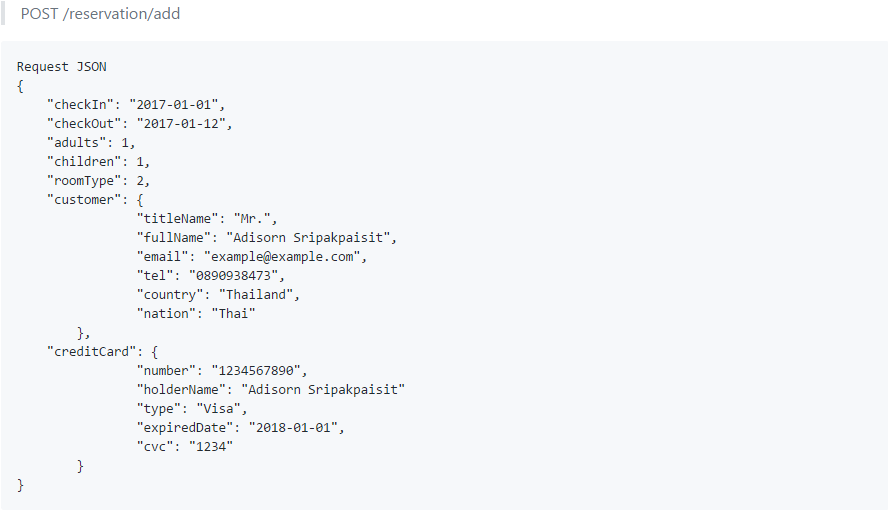 POST /reservation/add
Request JSON
{
    "checkIn": "2017-01-01",
    "checkOut": "2017-01-12",
    "adults": 1,
    "children": 1,
    "roomType": 2,
    "customer": {
                "titleName": "Mr.",
                "fullName": "Adisorn Sripakpaisit",
                "email": "example@example.com",
                "tel": "0890938473",
                "country": "Thailand",
                "nation": "Thai"
        },
    "creditCard": {
                "number": "1234567890",
                "holderName": "Adisorn Sripakpaisit"
                "type": "Visa",
                "expiredDate": "2018-01-01",
                "cvc": "1234"
        }
}